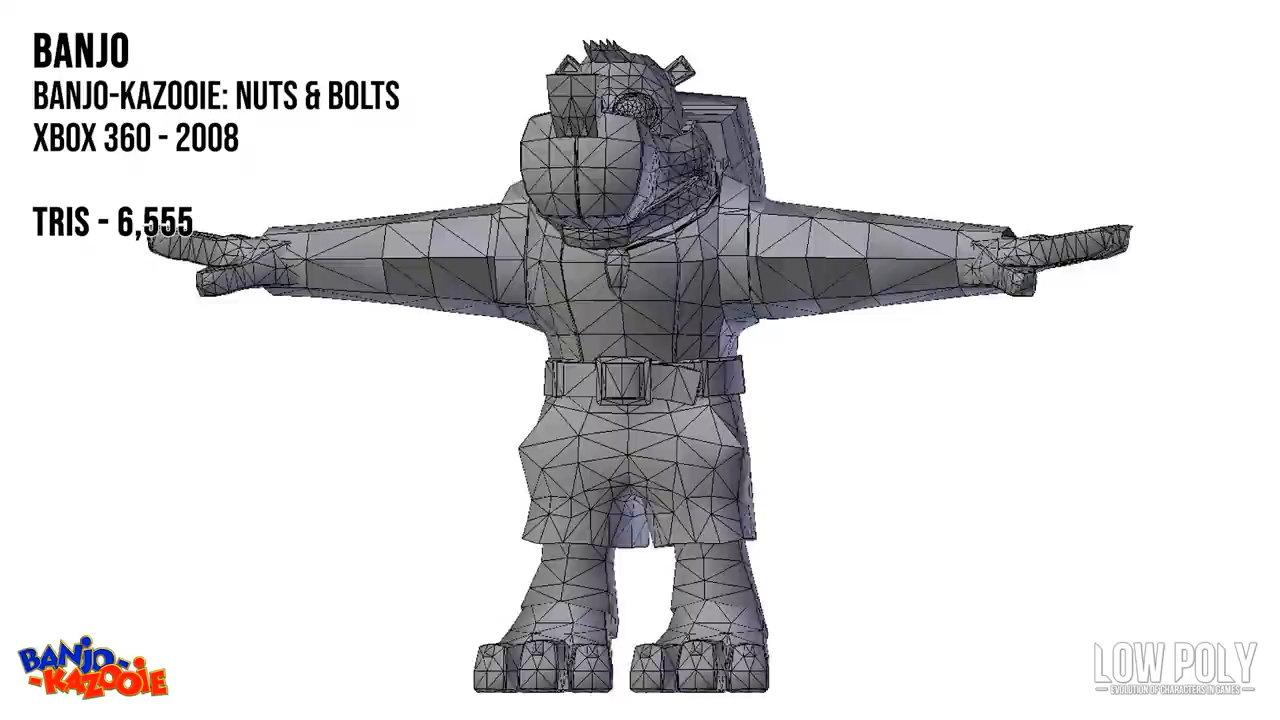 BANJO
BANJO-KAZOOIE: NUTS & BOLTS
XBOX 360 - 2008
TRIS - 6,555
BANJO-
-KAZOOIE
LOW POLY
EVOLUTION OF CHARACTERS IN GAMES